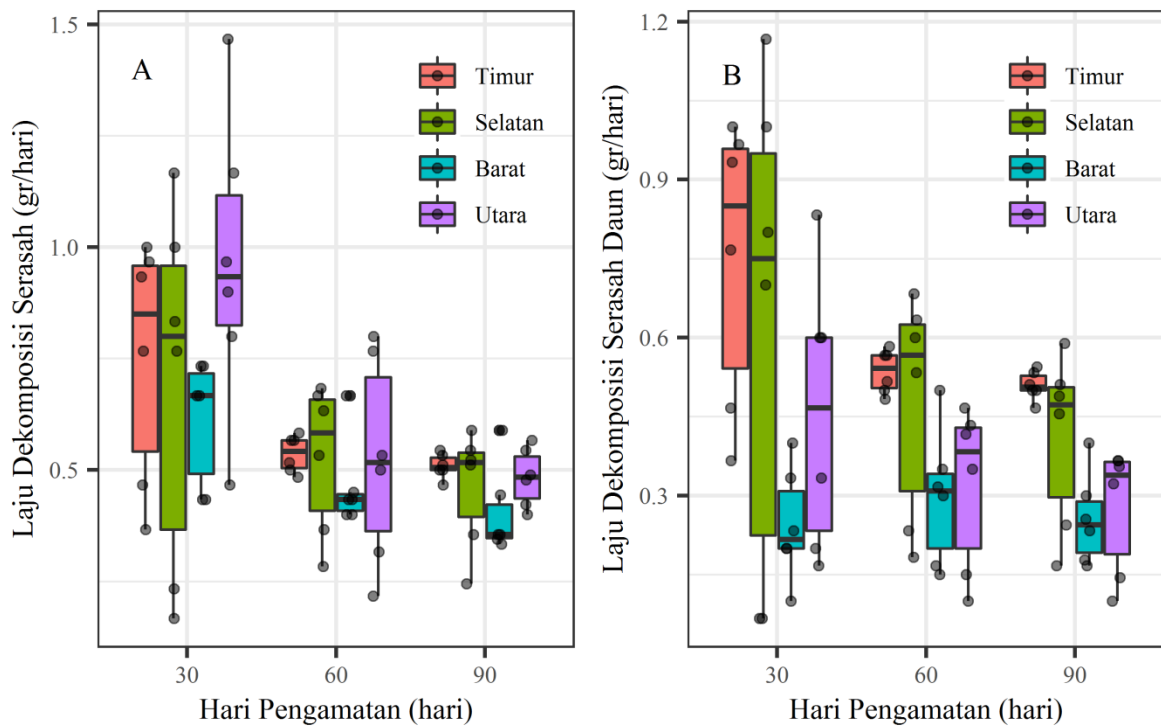 A
Timur
Selatan
Barat
Utara
1.5
1.0
0.5
Laju Dekomposisi Serasah (gr/hari)
30
60
90
Hari Pengamatan (hari)
B
Timur
Selatan
Barat
Utara
1.2
0.9
0.6
0.3
Laju Dekomposisi Serasah Daun (gr/hari)
30
60
90
Hari Pengamatan (hari)